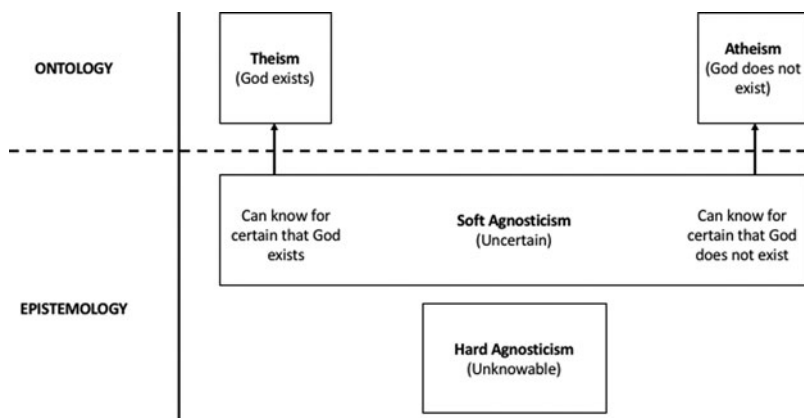 ONTOLOGY
Theism
(God exists)
Atheism
(God does not
exist)
EPISTEMOLOGY
Can know for
certain that God
exists
Soft Agnosticism
(Uncertain)
Can know for
certain that God
does not exist
Hard Agnosticism
(Unknowable)